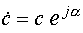 ċ = c e^{jα}